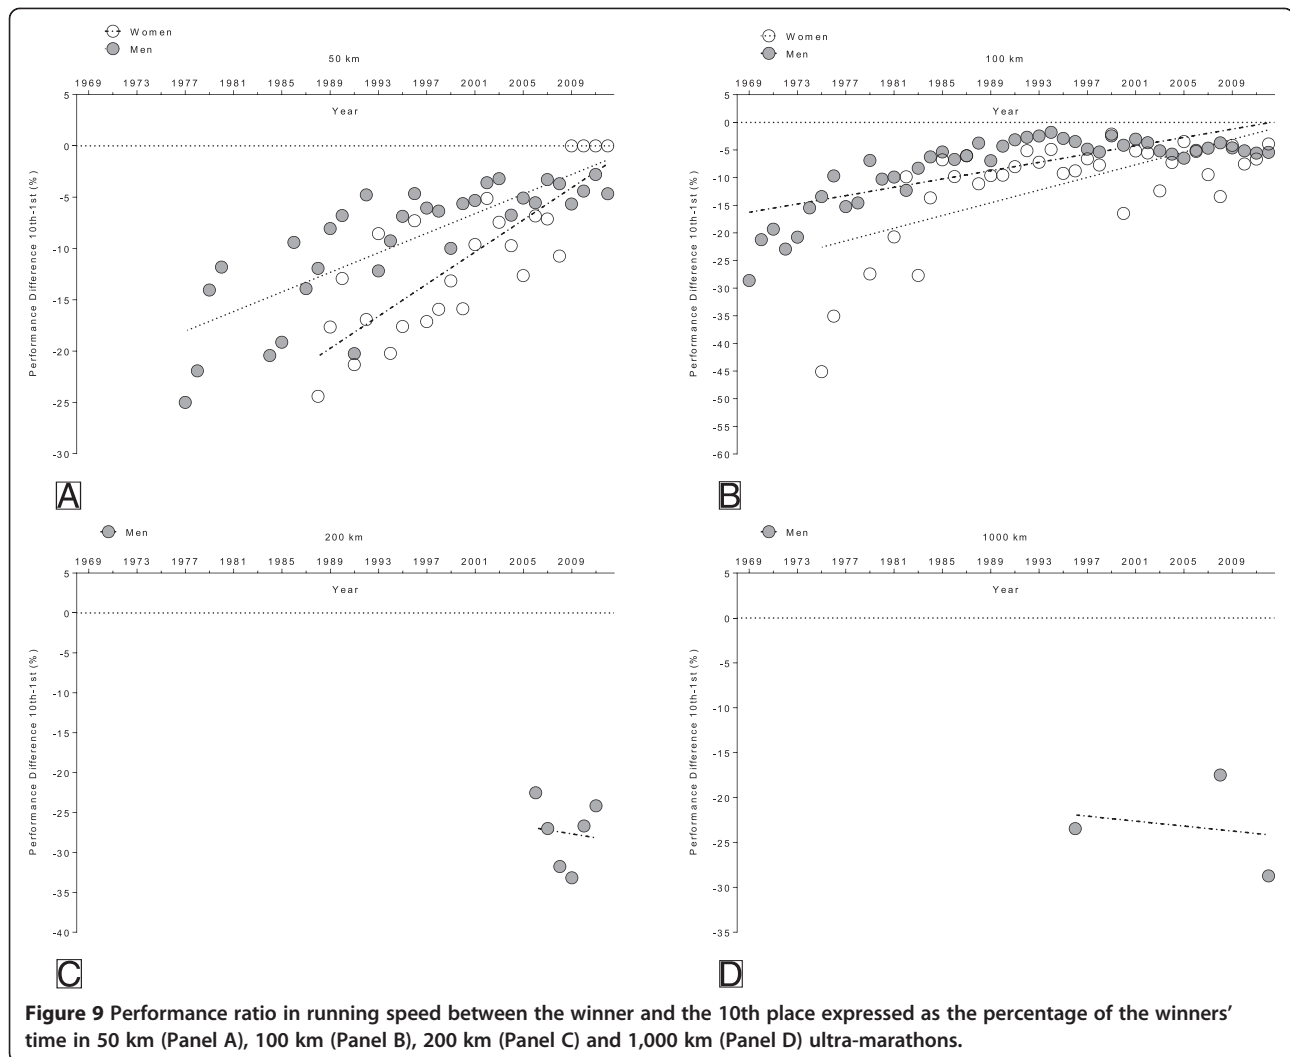 Women
Men
50 km
1969 1973 1977 1981 1985 1989 1993 1997 2001 2005 2009
Year
5
0
-5
-10
-15
-20
-25
-30
Performance Difference 10th-1st (%)
A
Women
Men
100 km
1969 1973 1977 1981 1985 1989 1993 1997 2001 2005 2009
Year
5
0
-5
-10
-15
-20
-25
-30
-35
-40
-45
-50
-55
-60
Performance Difference 10th-1st (%)
B
Men
200 km
1969 1973 1977 1981 1985 1989 1993 1997 2001 2005 2009
Year
5
0
-5
-10
-15
-20
-25
-30
-35
-40
Performance Difference 10th-1st (%)
C
Men
1000 km
1969 1973 1977 1981 1985 1989 1993 1997 2001 2005 2009
Year
5
0
-5
-10
-15
-20
-25
-30
-35
Performance Difference 10th-1st (%)
D
Figure 9 Performance ratio in running speed between the winner and the 10th place expressed as the percentage of the winners’
time in 50 km (Panel A), 100 km (Panel B), 200 km (Panel C) and 1,000 km (Panel D) ultra-marathons.